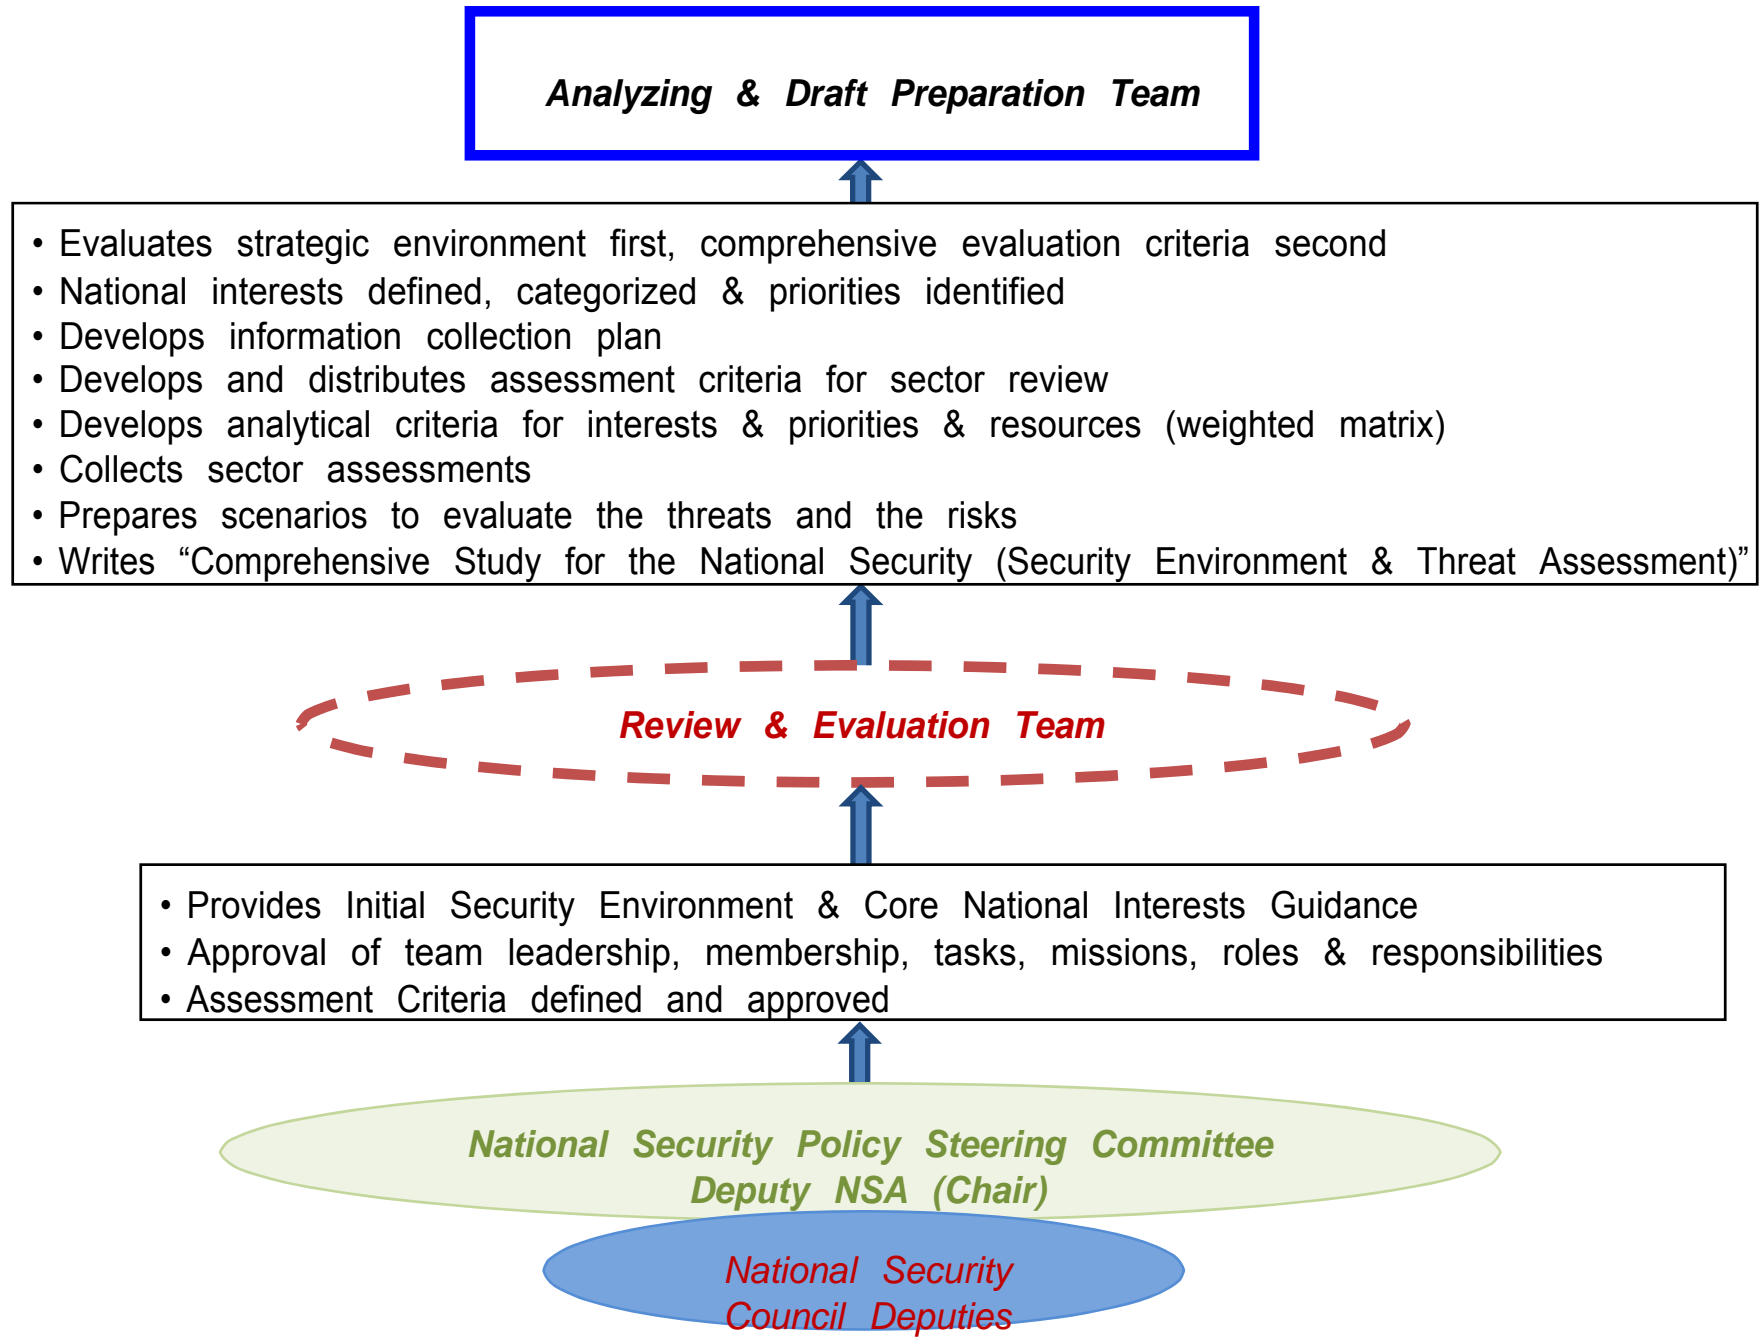 Analyzing & Draft Preparation Team
• Evaluates strategic environment first, comprehensive evaluation criteria second
• National interests defined, categorized & priorities identified
• Develops information collection plan
• Develops and distributes assessment criteria for sector review
• Develops analytical criteria for interests & priorities & resources (weighted matrix)
• Collects sector assessments
• Prepares scenarios to evaluate the threats and the risks
• Writes “Comprehensive Study for the National Security (Security Environment & Threat Assessment)”
Review & Evaluation Team
• Provides Initial Security Environment & Core National Interests Guidance
• Approval of team leadership, membership, tasks, missions, roles & responsibilities
• Assessment Criteria defined and approved
National Security Policy Steering Committee
Deputy NSA (Chair)
National Security
Council Deputies